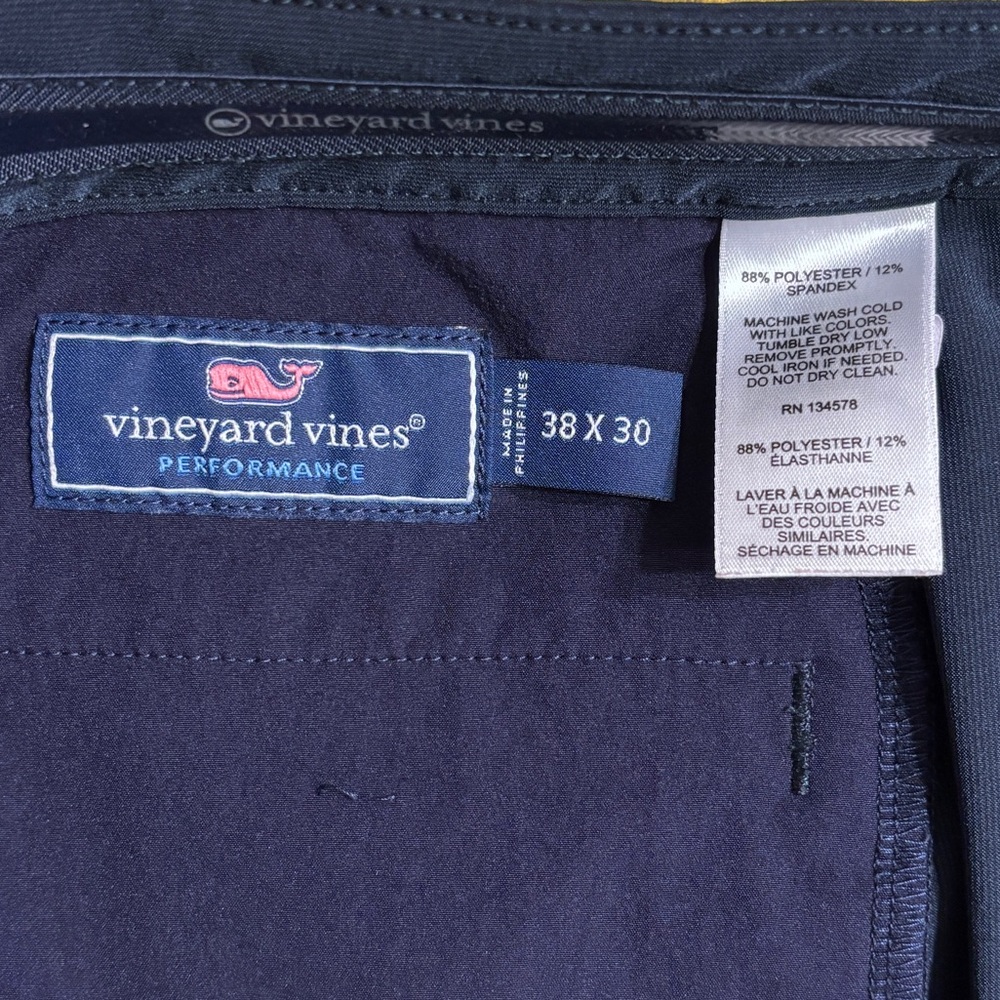 vineyard vines
vineyard vines®
PERFORMANCE
MADE IN
PHILIPPINES
38 X 30
88% POLYESTER / 12%
SPANDEX
MACHINE WASH COLD
WITH LIKE COLORS.
TUMBLE DRY LOW
REMOVE PROMPTLY.
COOL IRON IF NEEDED.
DO NOT DRY CLEAN.
RN 134578
88% POLYESTER / 12%
ÉLASTHANNE
LAVER À LA MACHINE À
L'EAU FROIDE AVEC
DES COULEURS
SIMILAIRES.
SÉCHAGE EN MACHINE